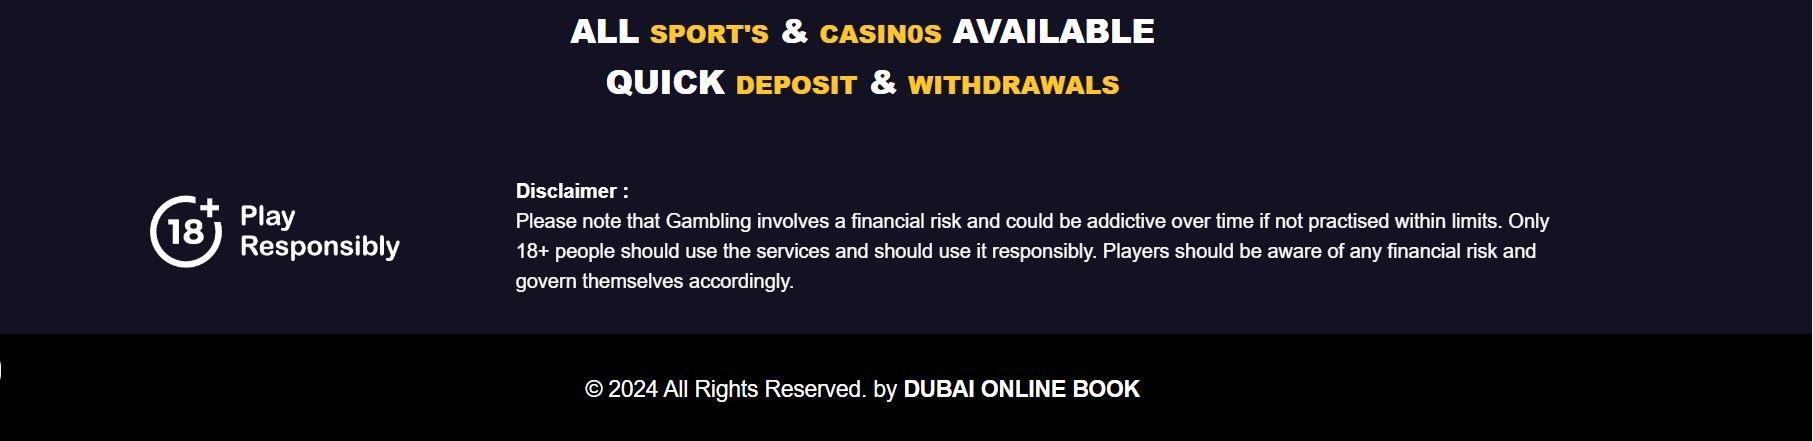 ALL SPORT'S & CASIN0S AVAILABLE
QUICK DEPOSIT & WITHDRAWALS
18+ Play
Responsibly
Disclaimer :
Please note that Gambling involves a financial risk and could be addictive over time if not practised within limits. Only
18+ people should use the services and should use it responsibly. Players should be aware of any financial risk and
govern themselves accordingly.
© 2024 All Rights Reserved. by DUBAI ONLINE BOOK